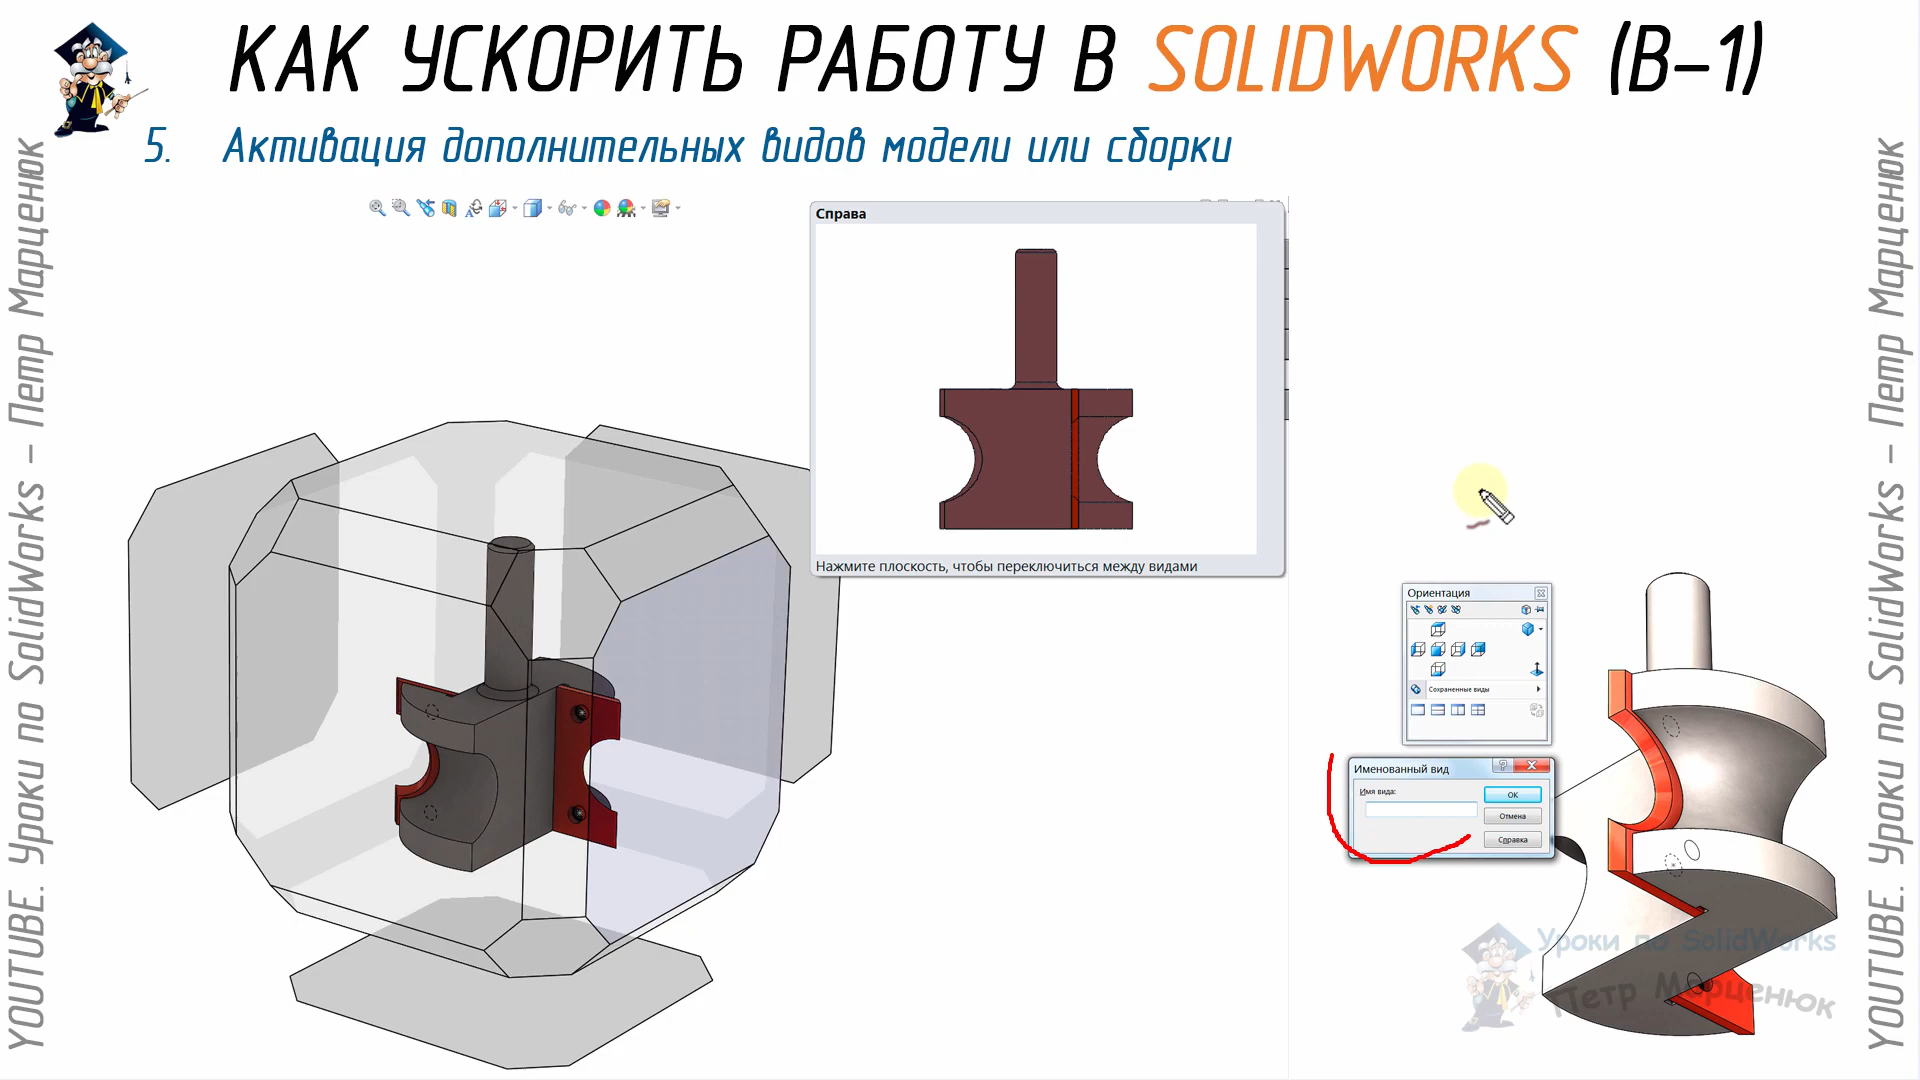 КАК УСКОРИТЬ РАБОТУ В SOLIDWORKS (В-1)
5. Активация дополнительных видов модели или сборки
YOUTUBE. Уроки по SolidWorks - Петр Марценюк
Справа
Нажмите плоскость, чтобы переключиться между видами
Ориентация
Сохраненные виды
Именованный вид
Имя вида:
ОК
Отмена
Справка
Уроки по SolidWorks
Петр Марценюк
YOUTUBE. Уроки по SolidWorks - Петр Марценюк